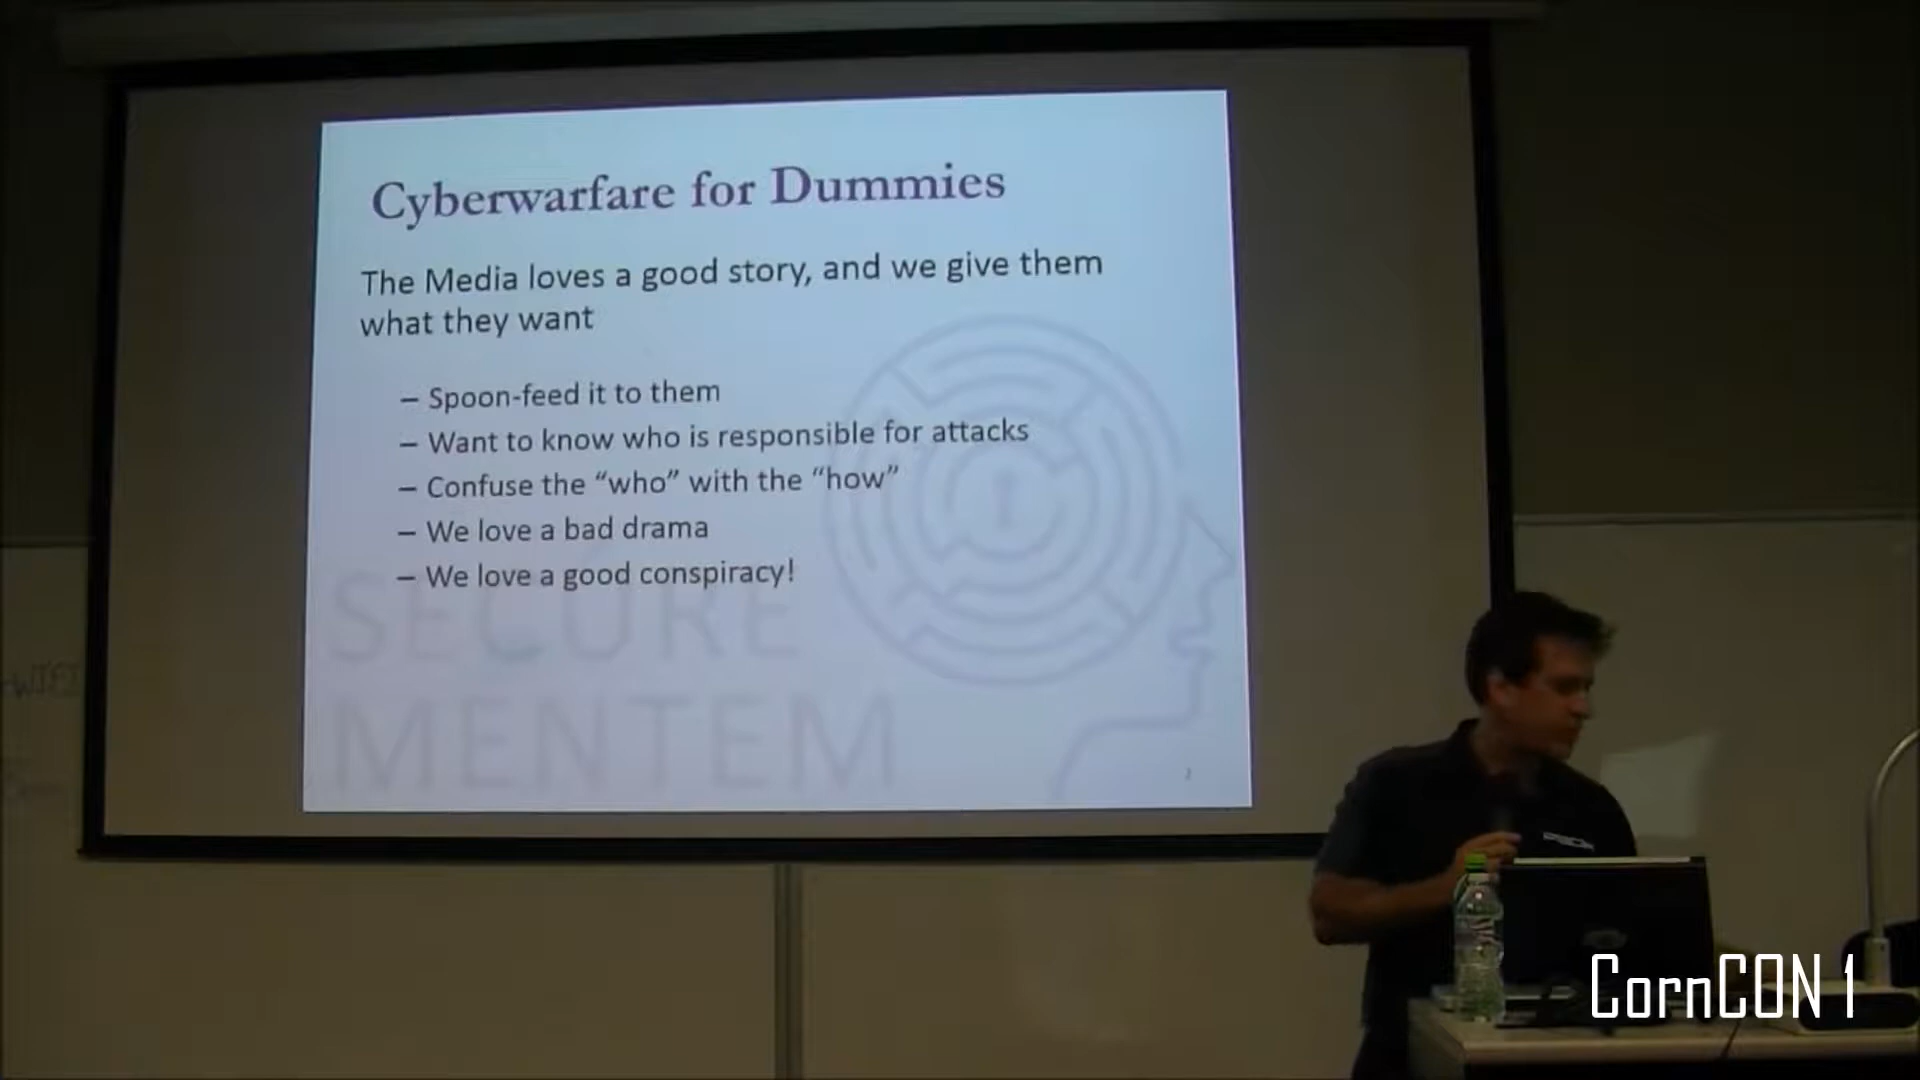 Cyberwarfare for Dummies
The Media loves a good story, and we give them
what they want
– Spoon-feed it to them
– Want to know who is responsible for attacks
– Confuse the “who” with the “how”
– We love a bad drama
– We love a good conspiracy!
SECURE
MENTEM
CornCON 1